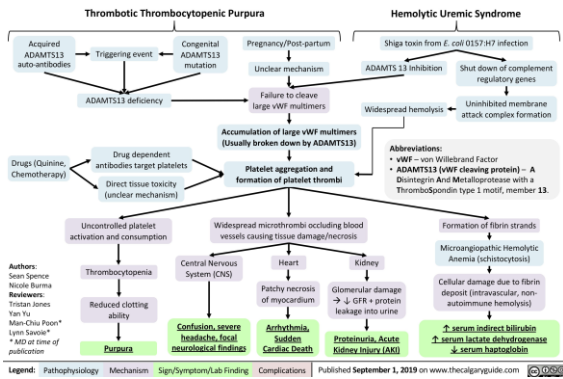 Thrombotic Thrombocytopenic Purpura
Hemolytic Uremic Syndrome
Acquired
ADAMTS13
auto-antibodies
Triggering event
Congenital
ADAMTS13
mutation
Pregnancy/Post-partum
Unclear mechanism
Shiga toxin from E. coli 0157:H7 infection
ADAMTS 13 Inhibition
Shut down of complement
regulatory genes
ADAMTS13 deficiency
Failure to cleave
large vWF multimers
Widespread hemolysis
Uninhibited membrane
attack complex formation
Accumulation of large vWF multimers
(Usually broken down by ADAMTS13)
Drugs (Quinine,
Chemotherapy)
Drug dependent
antibodies target platelets
Direct tissue toxicity
(unclear mechanism)
Platelet aggregation and
formation of platelet thrombi
Abbreviations:
• vWF – von Willebrand Factor
• ADAMTS13 (vWF cleaving protein) – A
Disintegrin And Metalloprotease with a
ThromboSpondin type 1 motif, member 13.
Uncontrolled platelet
activation and consumption
Widespread microthrombi occluding blood
vessels causing tissue damage/necrosis
Formation of fibrin strands
Thrombocytopenia
Central Nervous
System (CNS)
Heart
Kidney
Microangiopathic Hemolytic
Anemia (schistocytosis)
Reduced clotting
ability
Patchy necrosis
of myocardium
Glomerular damage
→ ↓ GFR + protein
leakage into urine
Cellular damage due to fibrin
deposit (intravascular, non-
autoimmune hemolysis)
Purpura
Confusion, severe
headache, focal
neurological findings
Arrhythmia,
Sudden
Cardiac Death
Proteinuria, Acute
Kidney Injury (AKI)
↑ serum indirect bilirubin
↑ serum lactate dehydrogenase
↓ serum haptoglobin
Authors:
Sean Spence
Nicole Burma
Reviewers:
Tristan Jones
Yan Yu
Man-Chiu Poon*
Lynn Savoie*
* MD at time of
publication
Legend: Pathophysiology Mechanism Sign/Symptom/Lab Finding Complications Published September 1, 2019 on www.thecalgaryguide.com